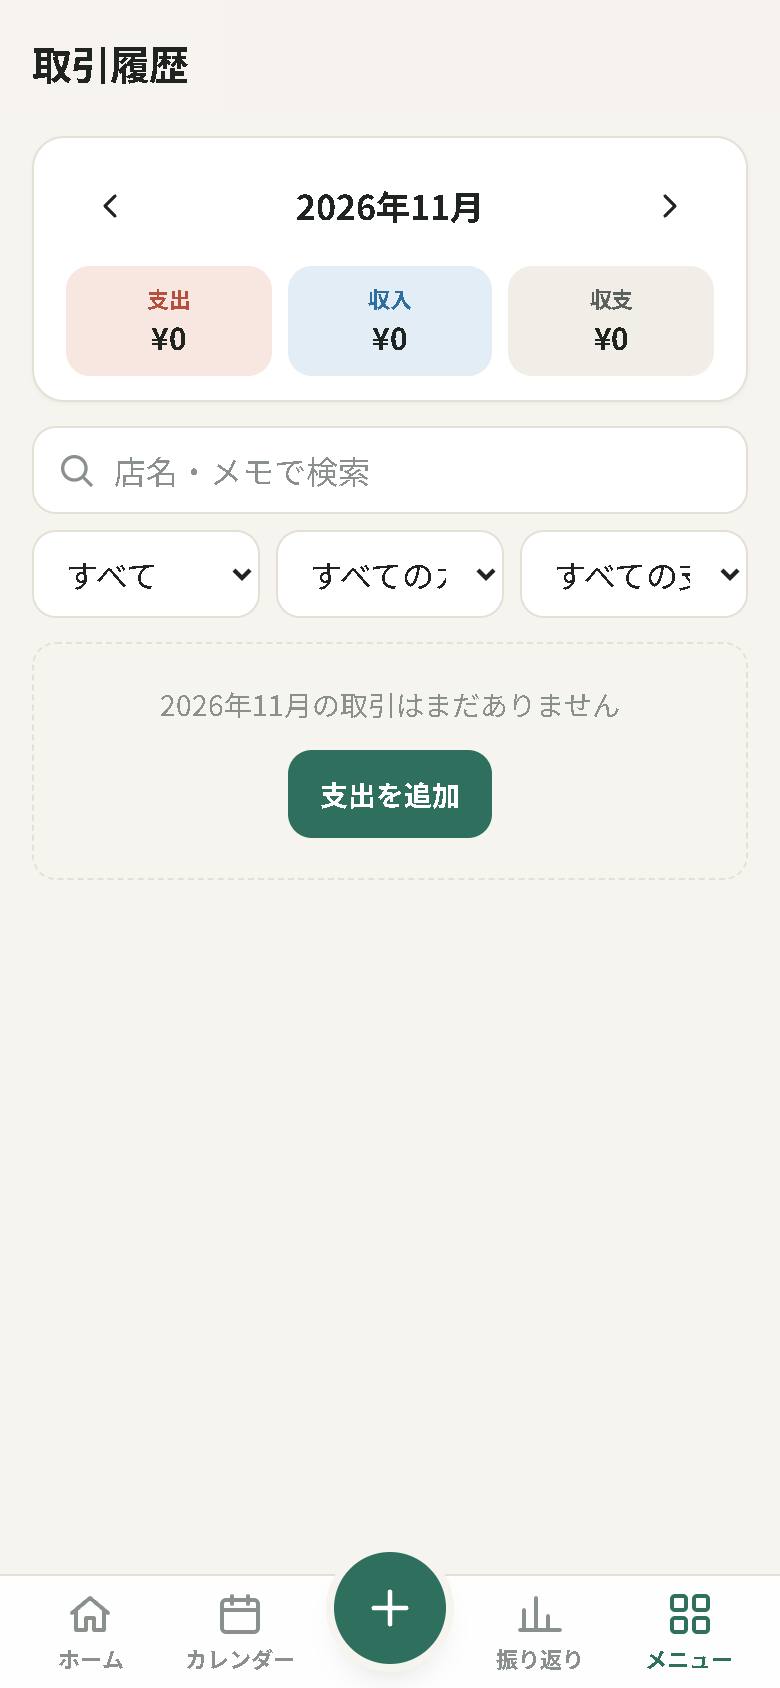 取引履歴
2026年11月
支出
¥0
収入
¥0
収支
¥0
店名・メモで検索
すべて
すべての
すべての
2026年11月の取引はまだありません
支出を追加
ホーム
カレンダー
振り返り
メニュー